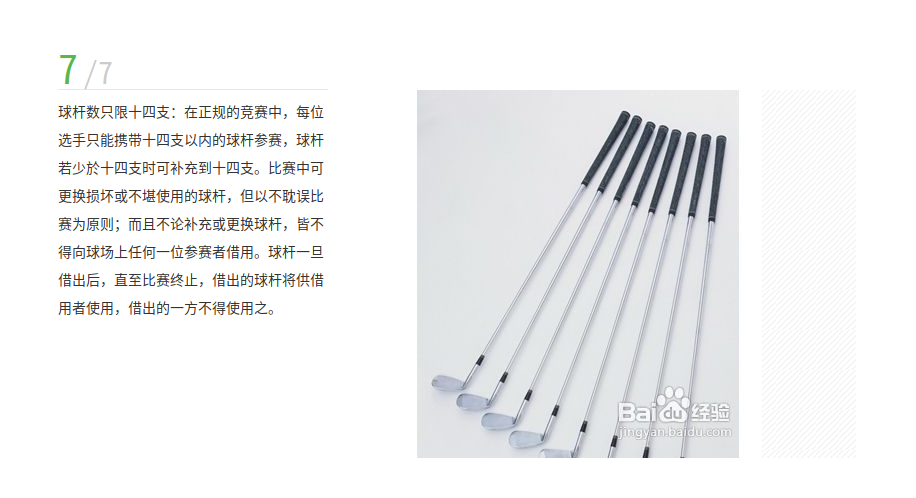 7/7
球杆数只限十四支：在正规的竞赛中，每位
选手只能携带十四支以内的球杆参赛，球杆
若少於十四支时可补充到十四支。比赛中可
更换损坏或不堪使用的球杆，但以不耽误比
赛为原则；而且不论补充或更换球杆，皆不
得向球场上任何一位参赛者借用。球杆一旦
借出后，直至比赛终止，借出的球杆将供借
用者使用，借出的一方不得使用之。
Bai du 经验
jingyan.baidu.com